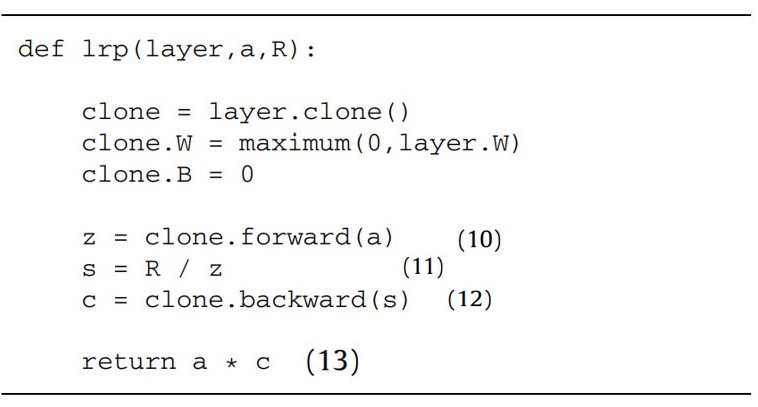 def lrp(layer,a,R):
clone = layer.clone()
clone.W = maximum(0,layer.W)
clone.B = 0
z = clone.forward(a) (10)
s = R / z (11)
c = clone.backward(s) (12)
return a * c (13)